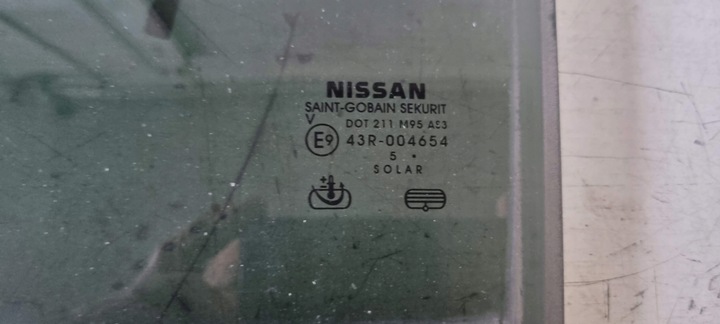 NISSAN
SAINT-GOBAIN SEKURIT
V
DOT 211 M95 AS3
E9 43R-004654
5 •
SOLAR
+
-